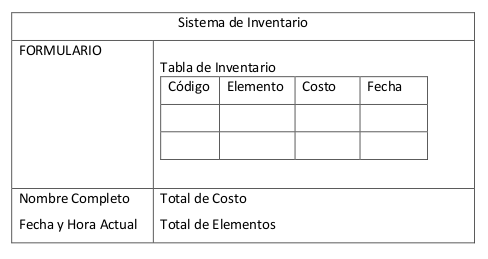 Sistema de Inventario
FORMULARIO
Tabla de Inventario
Código Elemento Costo Fecha
Nombre Completo
Fecha y Hora Actual
Total de Costo
Total de Elementos